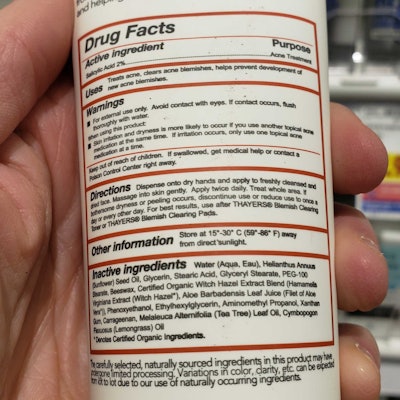 and helping
Drug Facts
Active ingredient Purpose
Salicylic Acid 2% Acne Treatment
Uses Treats acne, clears acne blemishes, helps prevent development of
new acne blemishes.
Warnings
■ For external use only. Avoid contact with eyes. If contact occurs, flush
thoroughly with water.
When using this product:
■ Skin irritation and dryness is more likely to occur if you use another topical acne
medication at the same time. If irritation occurs, only use one topical acne
medication at a time.
Keep out of reach of children. If swallowed, get medical help or contact a
Poison Control Center right away.
Directions Dispense onto dry hands and apply to freshly cleansed and
dried face. Massage into skin gently. Apply twice daily. Treat whole area. If
bothersome dryness or peeling occurs, discontinue use or reduce use to once a
day or every other day. For best results, use after THAYERS® Blemish Clearing
Toner or THAYERS® Blemish Clearing Pads.
Other information Store at 15°-30° C (59°-86° F) away
from direct sunlight.
Inactive ingredients Water (Aqua, Eau), Helianthus Annuus
(Sunflower) Seed Oil, Glycerin, Stearic Acid, Glyceryl Stearate, PEG-100
Stearate, Beeswax, Certified Organic Witch Hazel Extract Blend (Hamamelis
Virginiana Extract (Witch Hazel*), Aloe Barbadensis Leaf Juice (Filet of Aloe
Vera*)), Phenoxyethanol, Ethylhexylglycerin, Aminomethyl Propanol, Xanthan
Gum, Carrageenan, Melaleuca Alternifolia (Tea Tree) Leaf Oil, Cymbopogon
Flexuosus (Lemongrass) Oil
* Denotes Certified Organic ingredients.
The carefully selected, naturally sourced ingredients in this product may have
undergone limited processing. Variations in color, clarity, etc. can be expected
from lot to lot due to our use of naturally occurring ingredients.